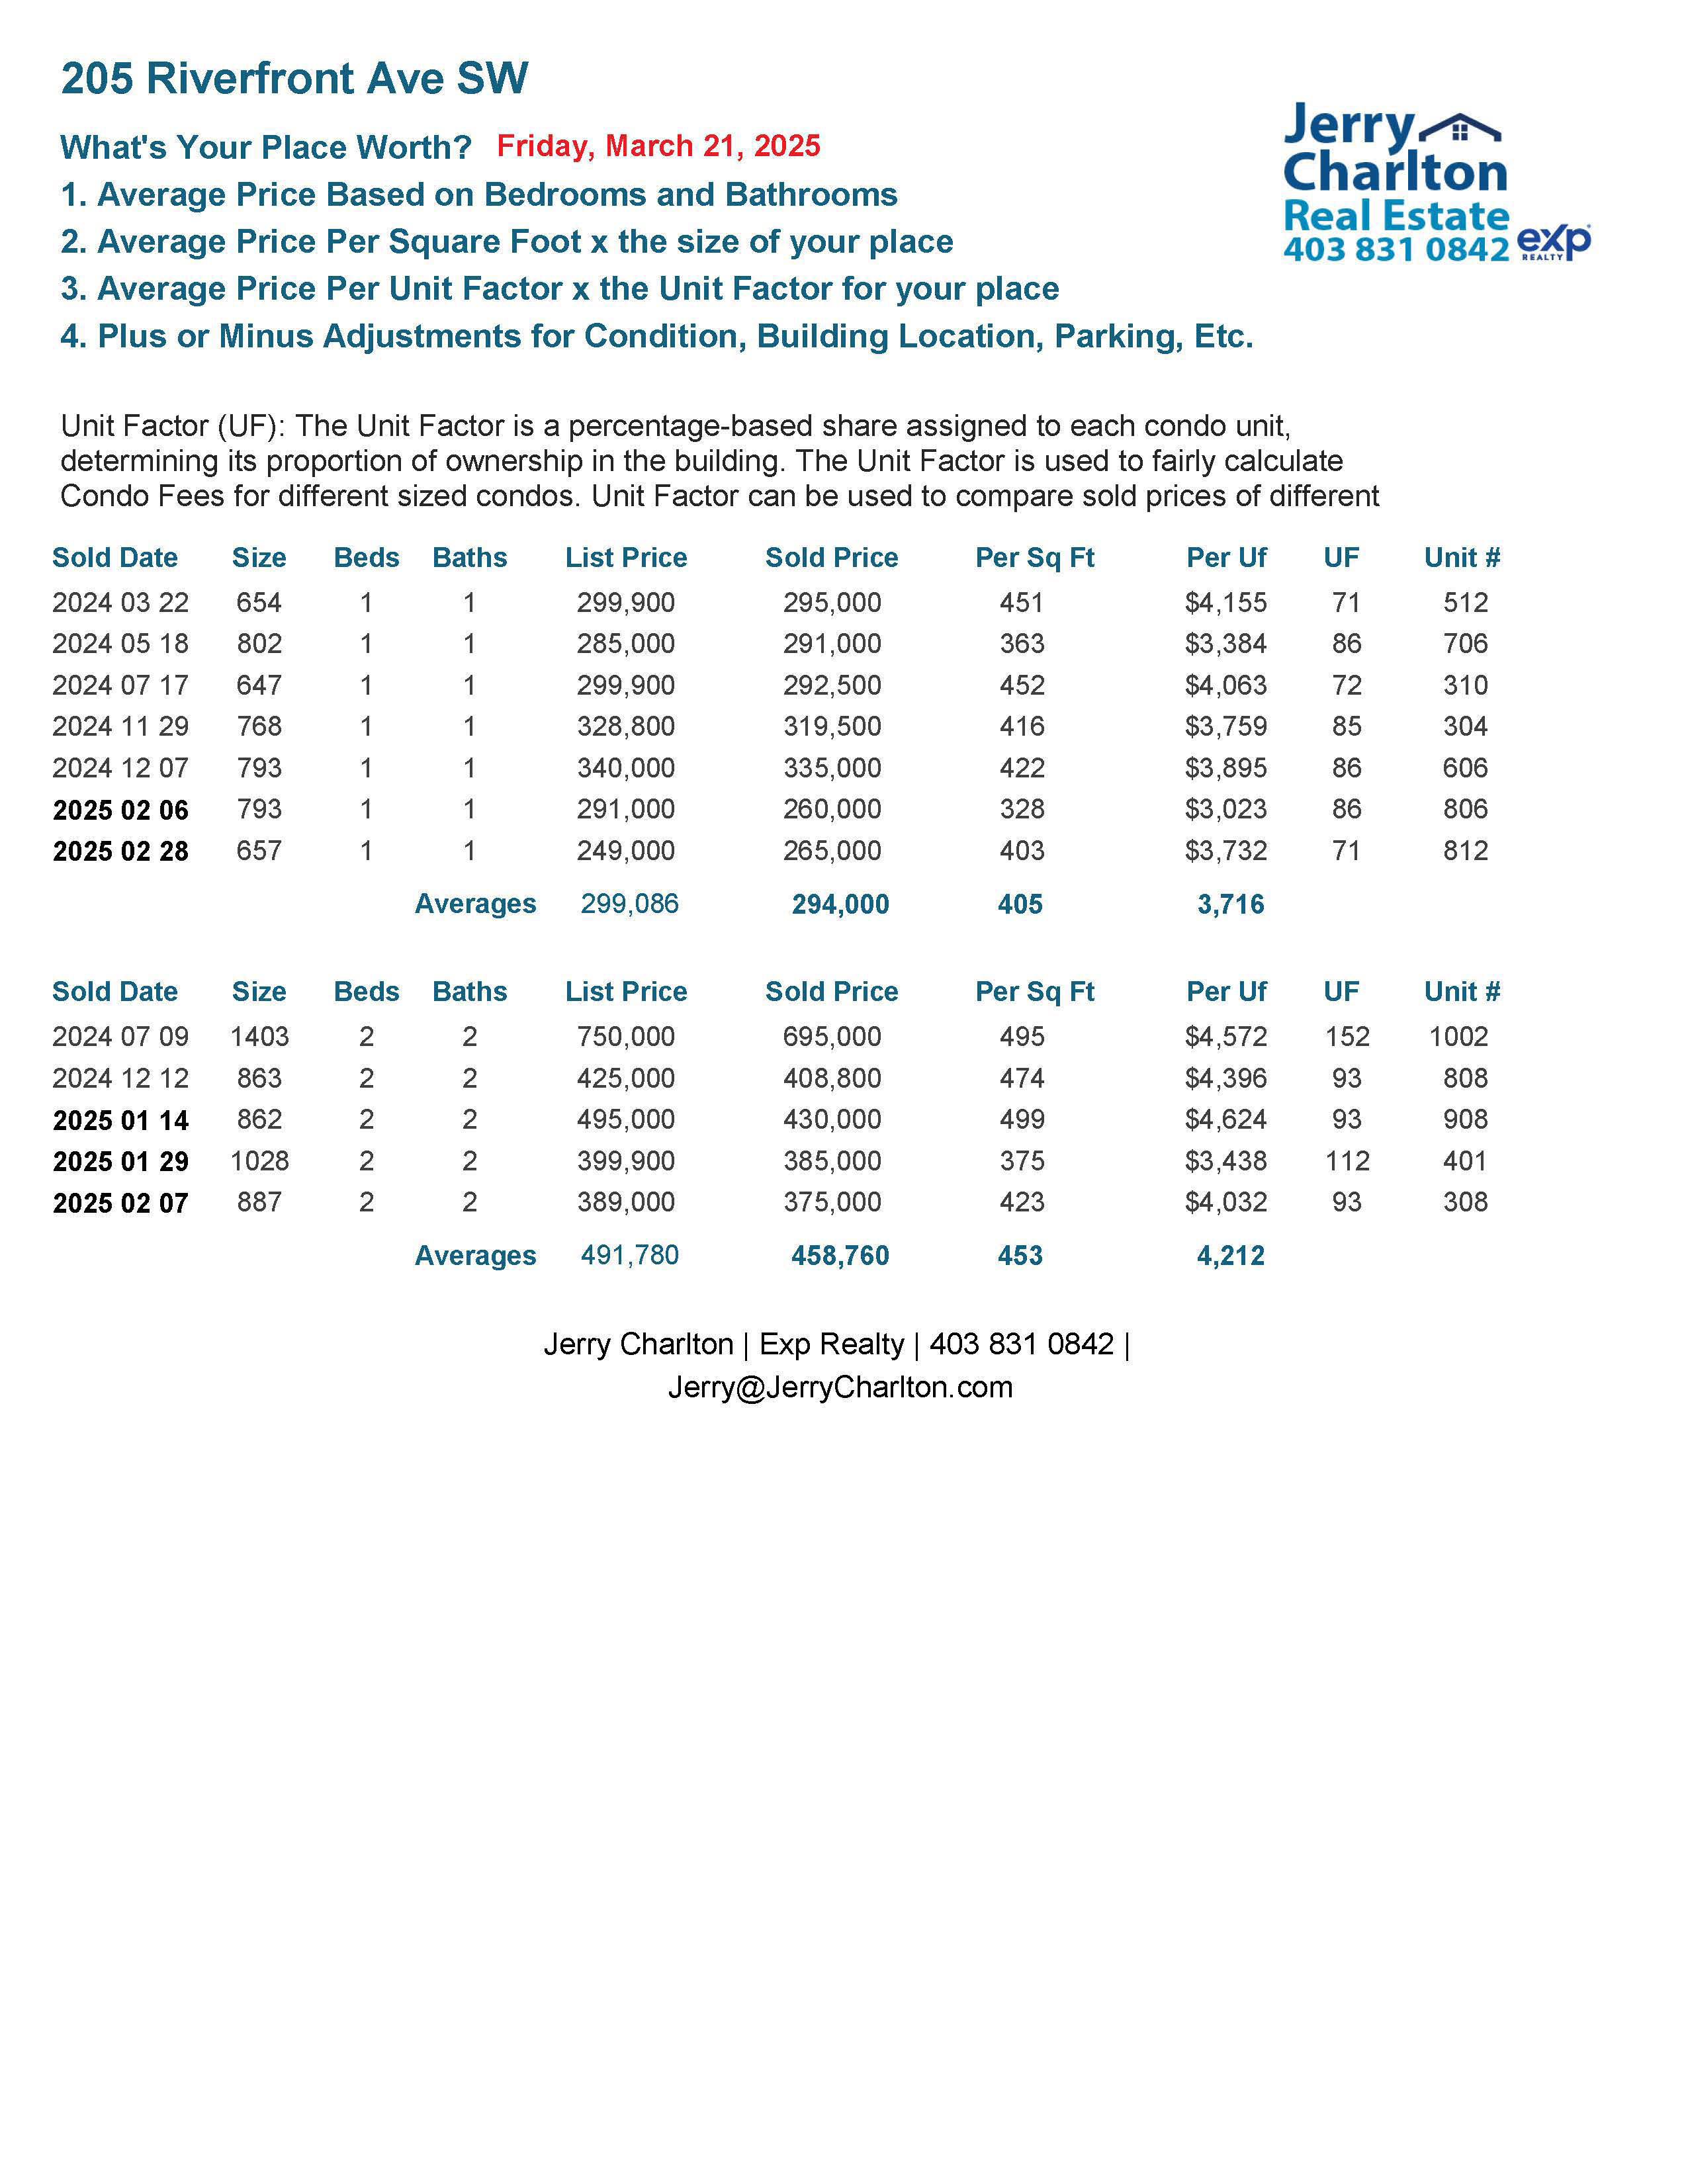 205 Riverfront Ave SW
Jerry
Charlton
Real Estate
403 831 0842 eXp
REALTY
What's Your Place Worth? Friday, March 21, 2025
1. Average Price Based on Bedrooms and Bathrooms
2. Average Price Per Square Foot x the size of your place
3. Average Price Per Unit Factor x the Unit Factor for your place
4. Plus or Minus Adjustments for Condition, Building Location, Parking, Etc.
Unit Factor (UF): The Unit Factor is a percentage-based share assigned to each condo unit,
determining its proportion of ownership in the building. The Unit Factor is used to fairly calculate
Condo Fees for different sized condos. Unit Factor can be used to compare sold prices of different
Sold Date Size Beds Baths List Price Sold Price Per Sq Ft Per Uf UF Unit #
2024 03 22 654 1 1 299,900 295,000 451 $4,155 71 512
2024 05 18 802 1 1 285,000 291,000 363 $3,384 86 706
2024 07 17 647 1 1 299,900 292,500 452 $4,063 72 310
2024 11 29 768 1 1 328,800 319,500 416 $3,759 85 304
2024 12 07 793 1 1 340,000 335,000 422 $3,895 86 606
2025 02 06 793 1 1 291,000 260,000 328 $3,023 86 806
2025 02 28 657 1 1 249,000 265,000 403 $3,732 71 812
Averages 299,086 294,000 405 3,716
Sold Date Size Beds Baths List Price Sold Price Per Sq Ft Per Uf UF Unit #
2024 07 09 1403 2 2 750,000 695,000 495 $4,572 152 1002
2024 12 12 863 2 2 425,000 408,800 474 $4,396 93 808
2025 01 14 862 2 2 495,000 430,000 499 $4,624 93 908
2025 01 29 1028 2 2 399,900 385,000 375 $3,438 112 401
2025 02 07 887 2 2 389,000 375,000 423 $4,032 93 308
Averages 491,780 458,760 453 4,212
Jerry Charlton | Exp Realty | 403 831 0842 |
Jerry@JerryCharlton.com